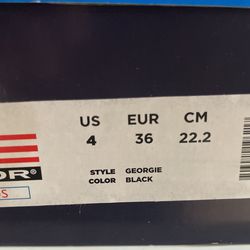 US EUR CM
4 36 22.2
STYLE GEORGIE
COLOR BLACK